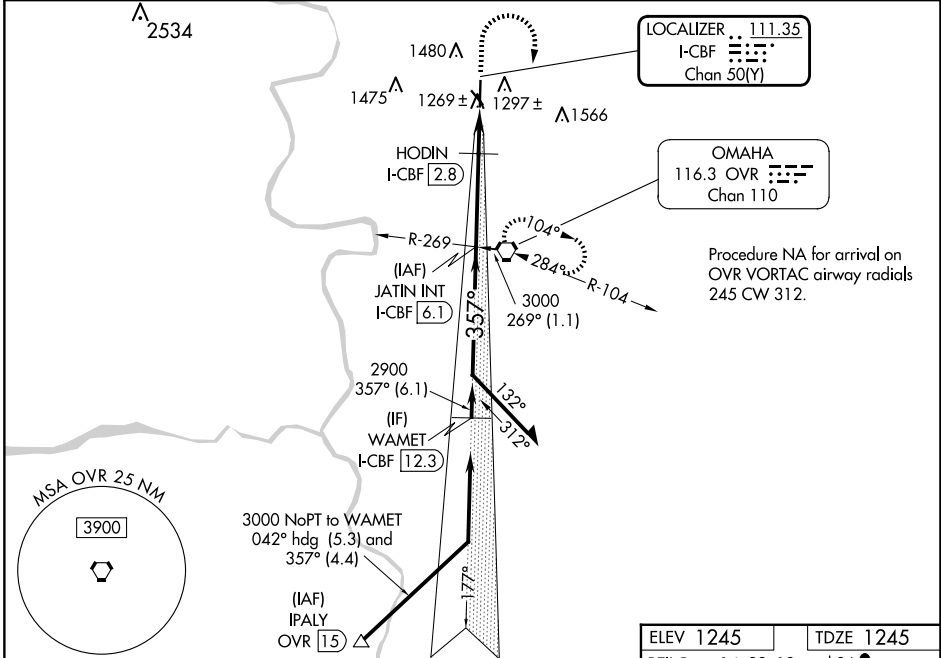 2534
LOCALIZER 111.35
I-CBF
Chan 50(Y)
1480
1475
1269 ±
1297 ±
1566
HODIN
I-CBF 2.8
OMAHA
116.3 OVR
Chan 110
R-269
104°
284°
R-104
Procedure NA for arrival on
OVR VORTAC airway radials
245 CW 312.
(IAF)
JATIN INT
I-CBF 6.1
357°
3000
269° (1.1)
2900
357° (6.1)
132°
312°
(IF)
WAMET
I-CBF 12.3
MSA OVR 25 NM
3900
3000 NoPT to WAMET
042° hdg (5.3) and
357° (4.4)
177°
(IAF)
IPALY
OVR 15
ELEV 1245
TDZE 1245